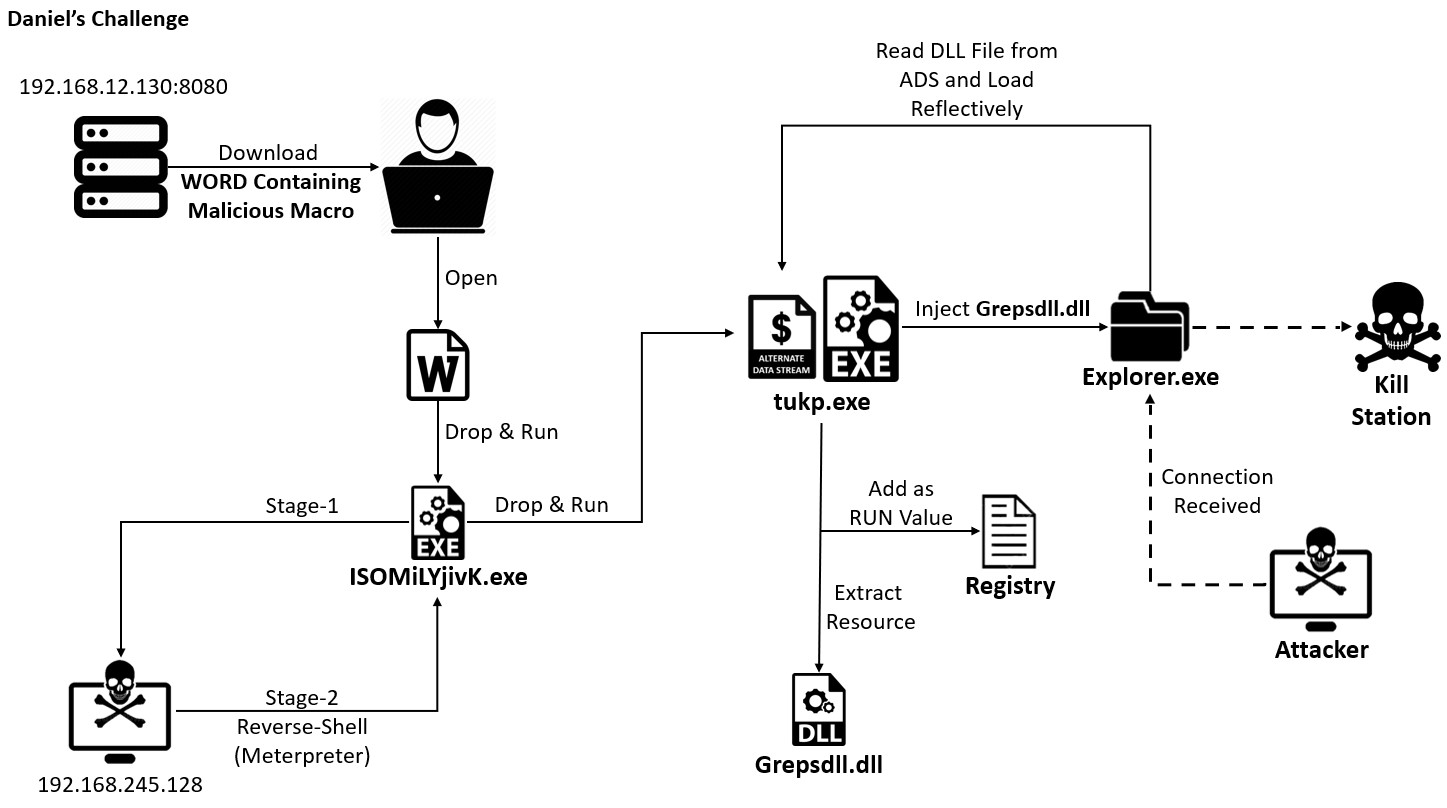 Daniel's Challenge
192.168.12.130:8080
Download
WORD Containing
Malicious Macro
Open
W
Drop & Run
Stage-1
EXE
Drop & Run
ISOMiLYjivK.exe
Stage-2
Reverse-Shell
(Meterpreter)
192.168.245.128
Read DLL File from
ADS and Load
Reflectively
$
ALTERNATE
DATA STREAM
EXE
tukp.exe
Inject Grepsdll.dll
Explorer.exe
Kill
Station
Add as
RUN Value
Registry
Extract
Resource
DLL
Grepsdll.dll
Connection
Received
Attacker